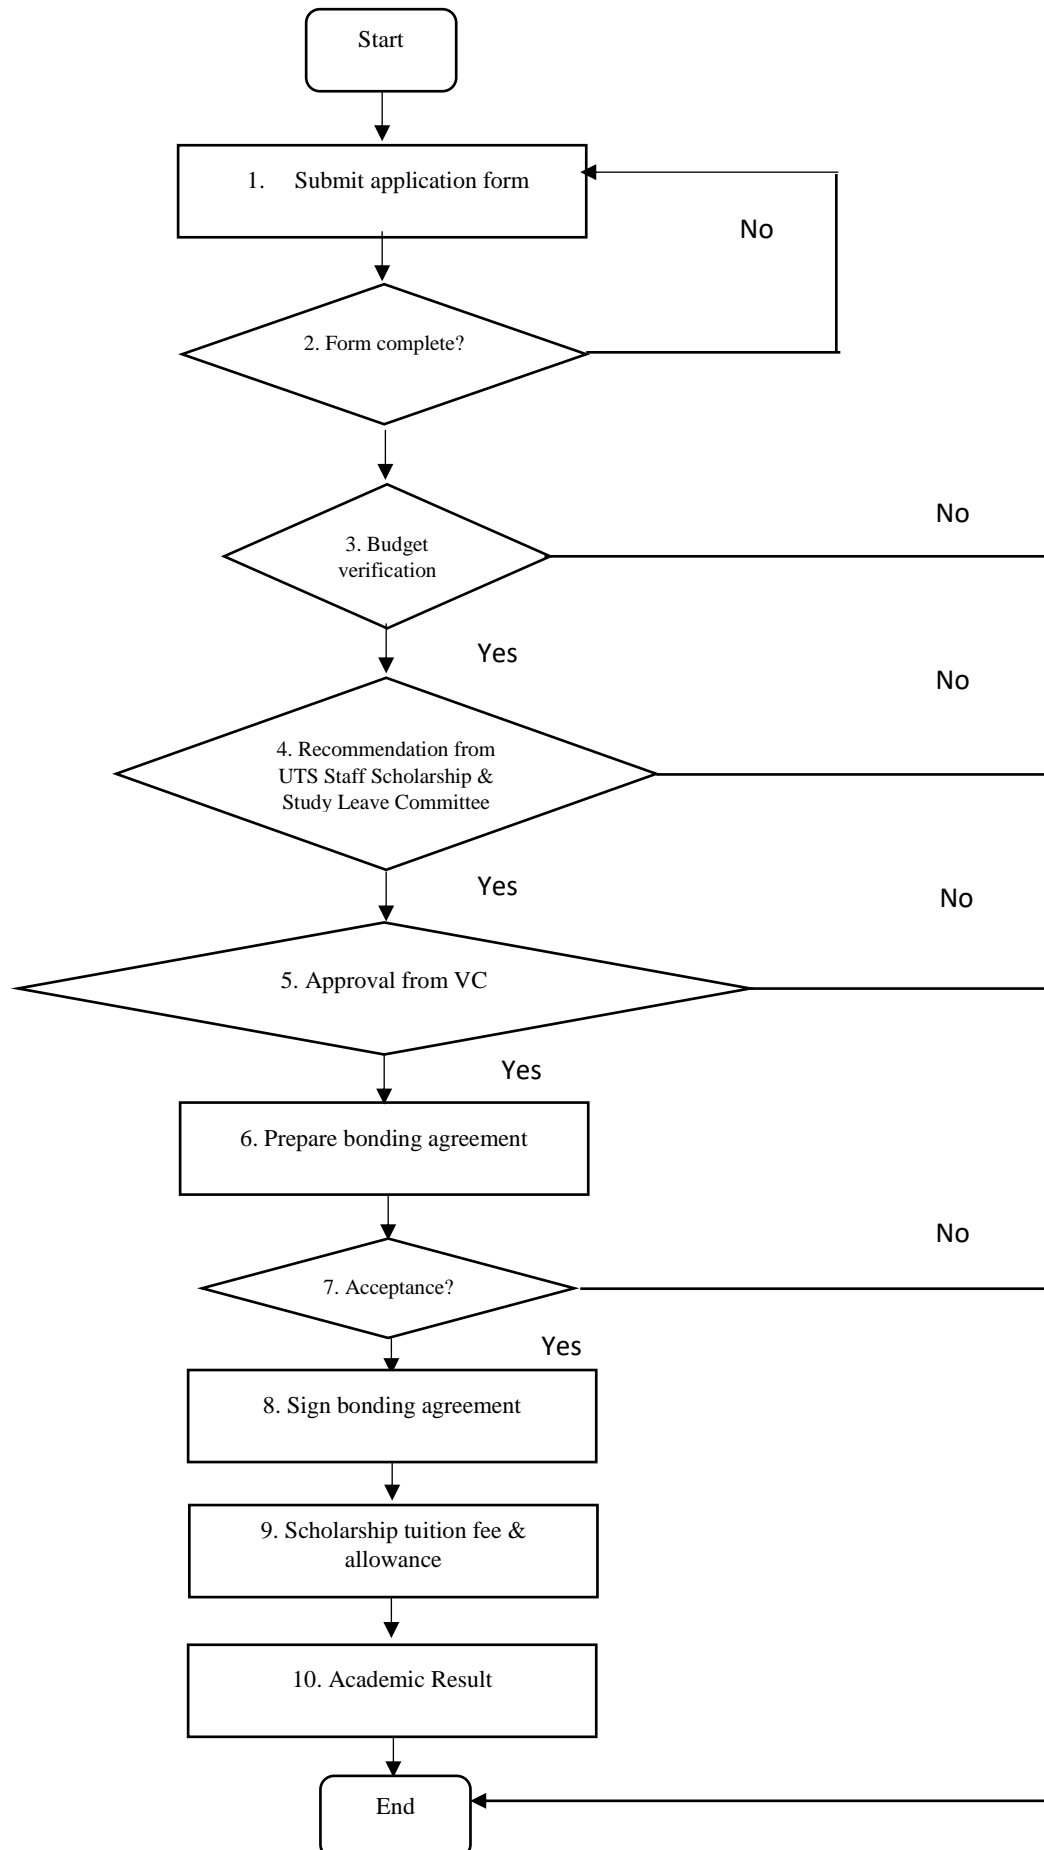 Start
1. Submit application form
No
2. Form complete?
No
3. Budget
verification
Yes
No
4. Recommendation from
UTS Staff Scholarship &
Study Leave Committee
Yes
No
5. Approval from VC
Yes
6. Prepare bonding agreement
No
7. Acceptance?
Yes
8. Sign bonding agreement
9. Scholarship tuition fee &
allowance
10. Academic Result
End